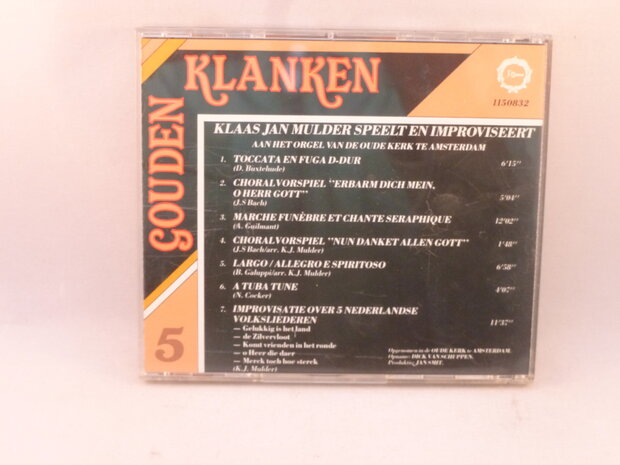 GOUDEN
KLANKEN
1150832
KLAAS JAN MULDER SPEELT EN IMPROVISEERT
AAN HET ORGEL VAN DE OUDE KERK TE AMSTERDAM
1. TOCCATA EN FUGA D-DUR 6'15"
(D. Buxtehude)
2. CHORALVORSPIEL "ERBARM DICH MEIN,
O HERR GOTT" 5'04"
(J.S Bach)
3. MARCHE FUNÈBRE ET CHANTE SERAPHIQUE 12'02"
(A. Guilmant)
4. CHORALVORSPIEL "NUN DANKET ALLEN GOTT" 1'48"
(J.S Bach/arr. K.J. Mulder)
5. LARGO/ALLEGRO E SPIRITOSO 6'58"
(B. Galuppi/arr. K.J. Mulder)
6. A TUBA TUNE 4'07"
(N. Cocker)
7. IMPROVISATIE OVER 5 NEDERLANDSE
VOLKSLIEDEREN 11'37"
— Gelukkig is het land
— de Zilvervloot
— Komt vrienden in het ronde
— o Heer die daer
— Merck toch hoe sterck
(K.J. Mulder)
Opgenomen in de OUDE KERK te AMSTERDAM.
Opname: DICK VAN SCHUPPEN.
Produktie: JAN SMIT.
5